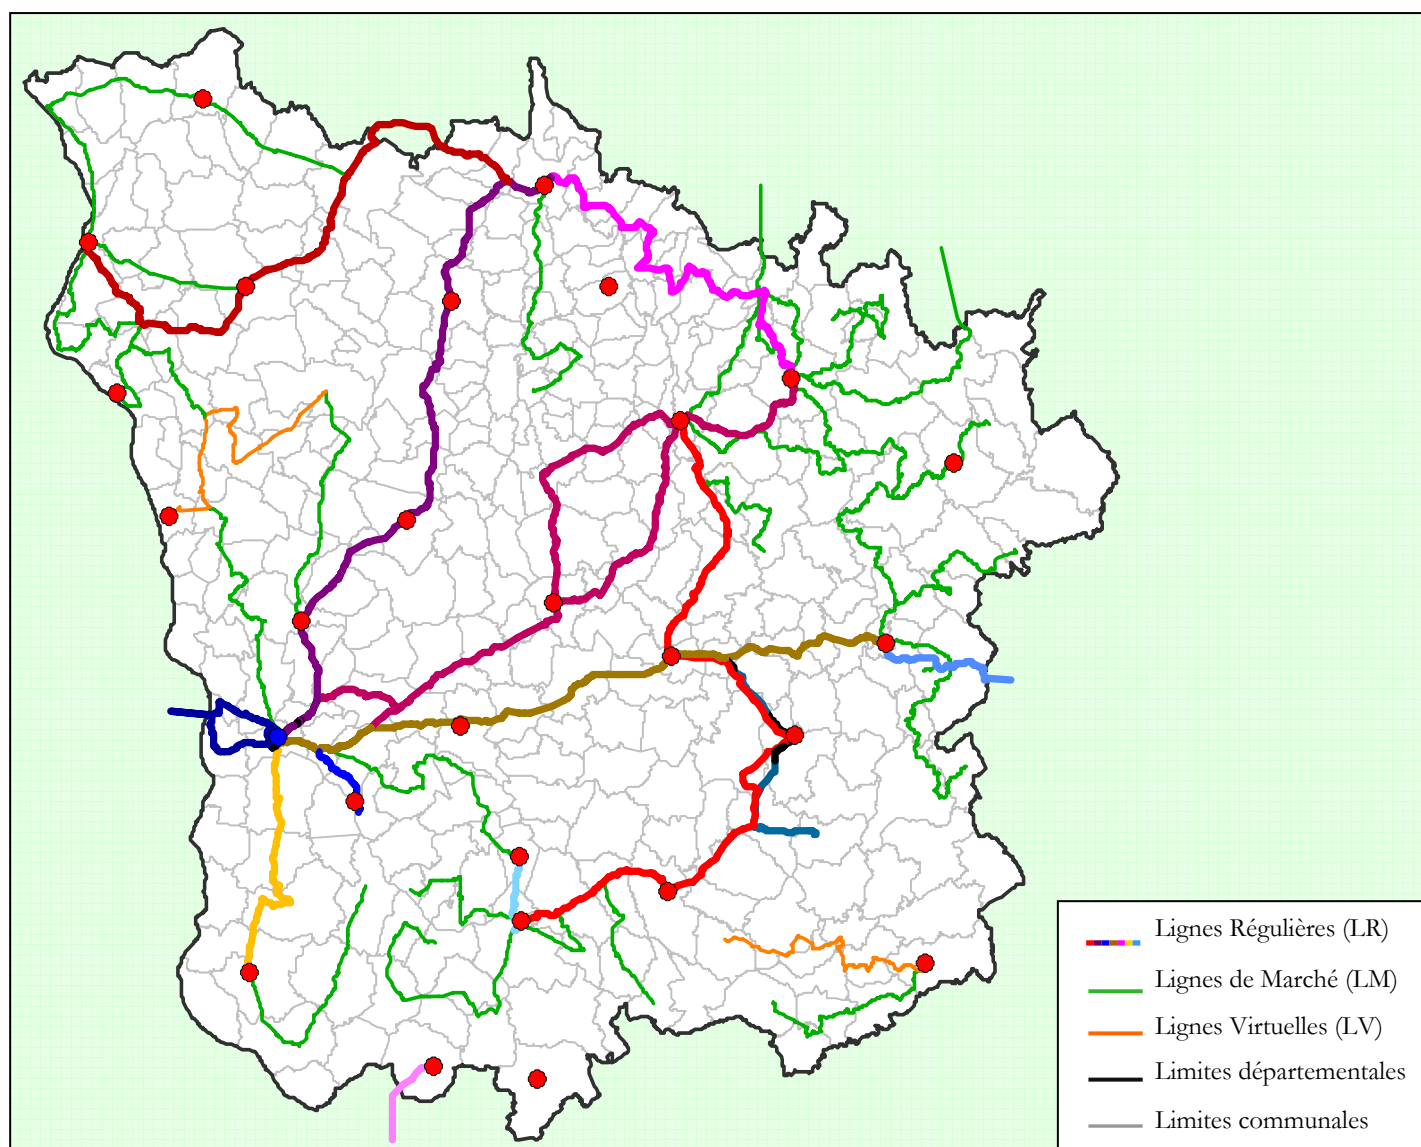 Lignes Régulières (LR)
Lignes de Marché (LM)
Lignes Virtuelles (LV)
Limites départementales
Limites communales